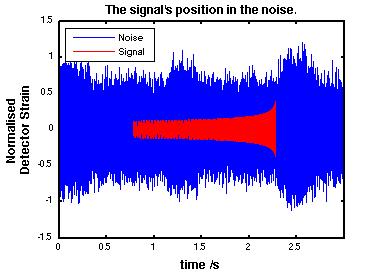 The signal's position in the noise.
1.5
Noise
Signal
1
0.5
0
-0.5
-1
-1.5
Normalised
Detector Strain
0 0.5 1 1.5 2 2.5
time /s